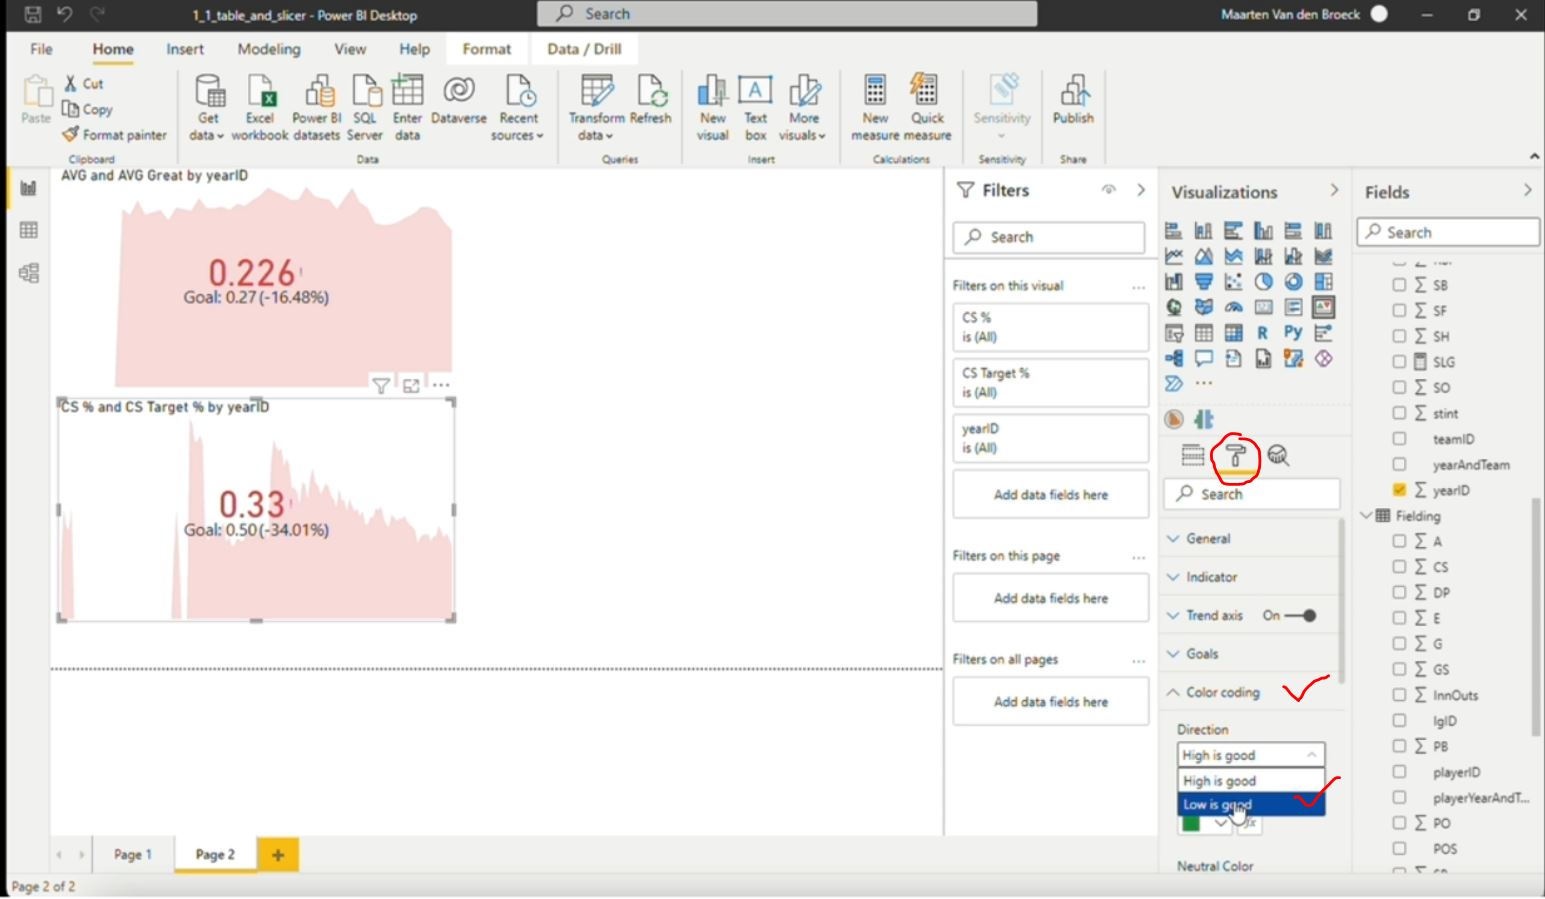 1_1_table_and_slicer - Power BI Desktop
Search
Maarten Van den Broeck
File Home Insert Modeling View Help Format Data / Drill
Paste
Cut
Copy
Format painter
Clipboard
Get data
Excel workbook
Power BI datasets
SQL Server
Enter data
Dataverse
Recent sources
Data
Transform data
Refresh
Queries
New visual
Text box
More visuals
Insert
New measure
Quick measure
Calculations
Sensitivity
Sensitivity
Publish
Share
AVG and AVG Great by yearID
0.226!
Goal: 0.27 (-16.48%)
CS % and CS Target % by yearID
0.33!
Goal: 0.50 (-34.01%)
Filters
Search
Filters on this visual ...
CS %
is (All)
CS Target %
is (All)
yearID
is (All)
Add data fields here
Filters on this page ...
Add data fields here
Filters on all pages ...
Add data fields here
Visualizations
R Py
...
Search
General
Indicator
Trend axis On
Goals
Color coding
Direction
High is good
High is good
Low is good
fx
Neutral Color
Fields
Search
SB
SF
SH
SLG
SO
stint
teamID
yearAndTeam
yearID
Fielding
A
CS
DP
E
G
GS
InnOuts
lgID
PB
playerID
playerYearAndT...
PO
POS
Page 1 Page 2 +
Page 2 of 2